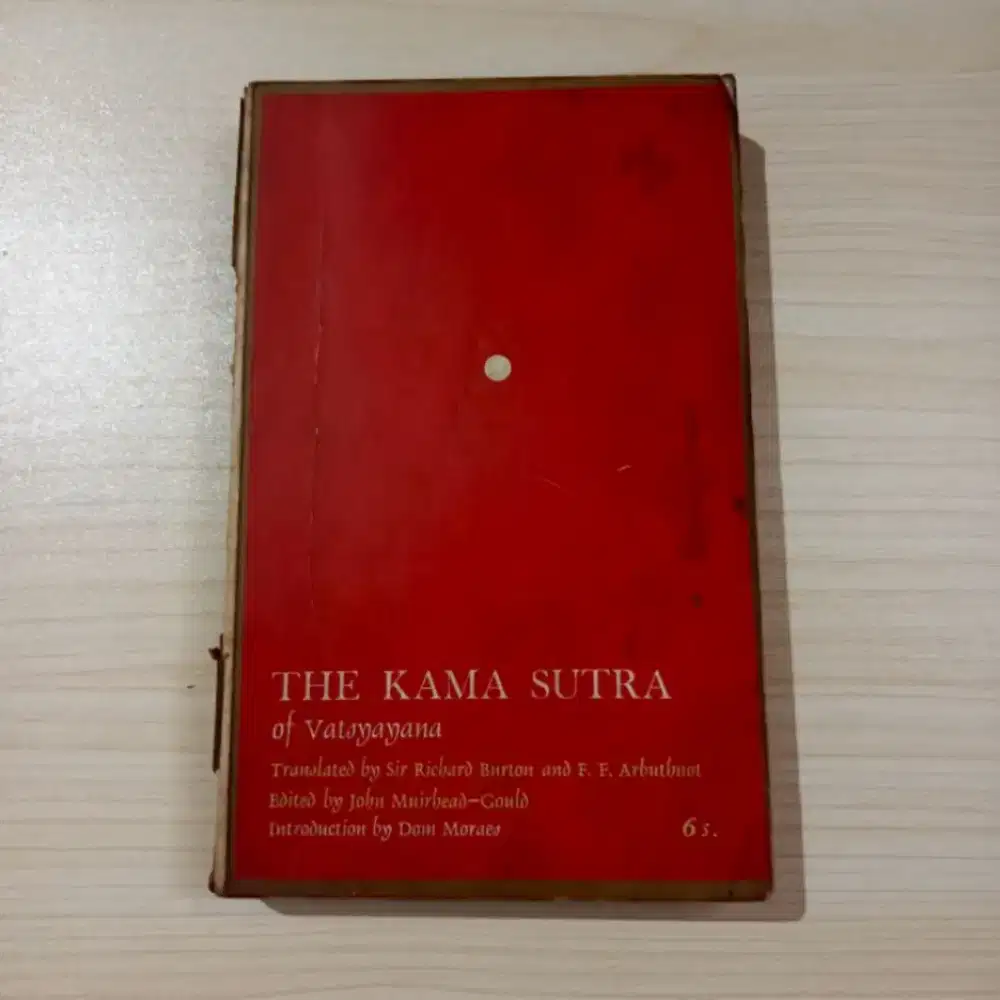 THE KAMA SUTRA
of Vatsyayana
Translated by Sir Richard Burton and F. F. Arbuthnot
Edited by John Muirhead-Gould
Introduction by Dom Moraes
6s.